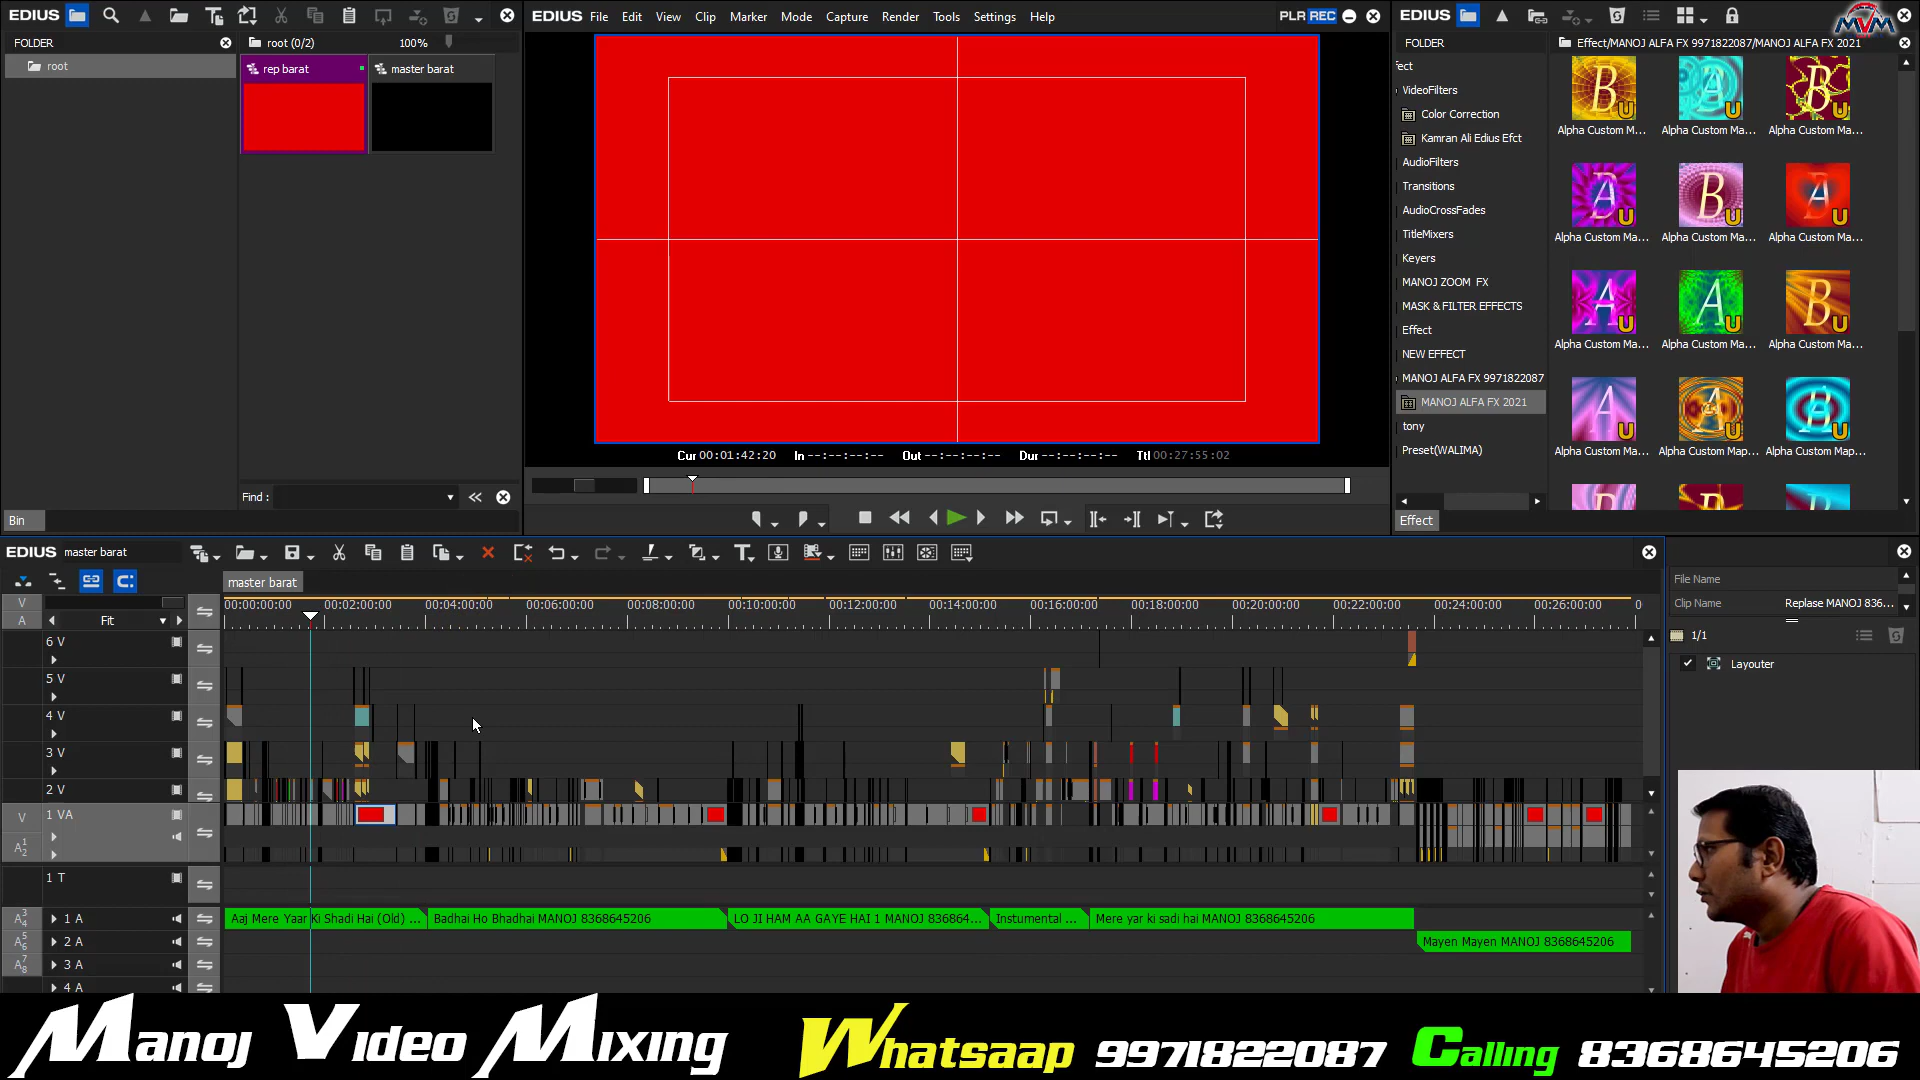 EDIUS
FOLDER
root
root (0/2) 100%
rep barat
master barat
Find :
Bin
EDIUS File Edit View Clip Marker Mode Capture Render Tools Settings Help
PLR REC
Cur 00:01:42:20 In --:--:--:-- Out --:--:--:-- Dur --:--:--:-- Ttl 00:27:55:02
EDIUS
MVM
FOLDER
Effect/MANOJ ALFA FX 9971822087/MANOJ ALFA FX 2021
VideoFilters
Color Correction
Kamran Ali Edius Efct
AudioFilters
Transitions
AudioCrossFades
TitleMixers
Keyers
MANOJ ZOOM FX
MASK & FILTER EFFECTS
Effect
NEW EFFECT
MANOJ ALFA FX 9971822087
MANOJ ALFA FX 2021
tony
Preset(WALIMA)
Alpha Custom M... Alpha Custom Ma... Alpha Custom Ma...
Alpha Custom Ma... Alpha Custom Ma... Alpha Custom Ma...
Alpha Custom Ma... Alpha Custom Ma... Alpha Custom Ma...
Alpha Custom Ma... Alpha Custom Map... Alpha Custom Map...
Effect
EDIUS master barat
master barat
V
A
Fit
00:00:00:00 00:02:00:00 00:04:00:00 00:06:00:00 00:08:00:00 00:10:00:00 00:12:00:00 00:14:00:00 00:16:00:00 00:18:00:00 00:20:00:00 00:22:00:00 00:24:00:00 00:26:00:00 0
6 V
5 V
4 V
3 V
2 V
V 1 VA
1 T
1 A
Aaj Mere Yaar Ki Shadi Hai (Old) ... Badhai Ho Bhadhai MANOJ 8368645206 LO JI HAM AA GAYE HAI 1 MANOJ 836864... Instumental ... Mere yar ki sadi hai MANOJ 8368645206
2 A
Mayen Mayen MANOJ 8368645206
3 A
4 A
File Name
Clip Name Replase MANOJ 836...
1/1
Layouter
Manoj Video Mixing Whatsaap 9971822087 Calling 8368645206